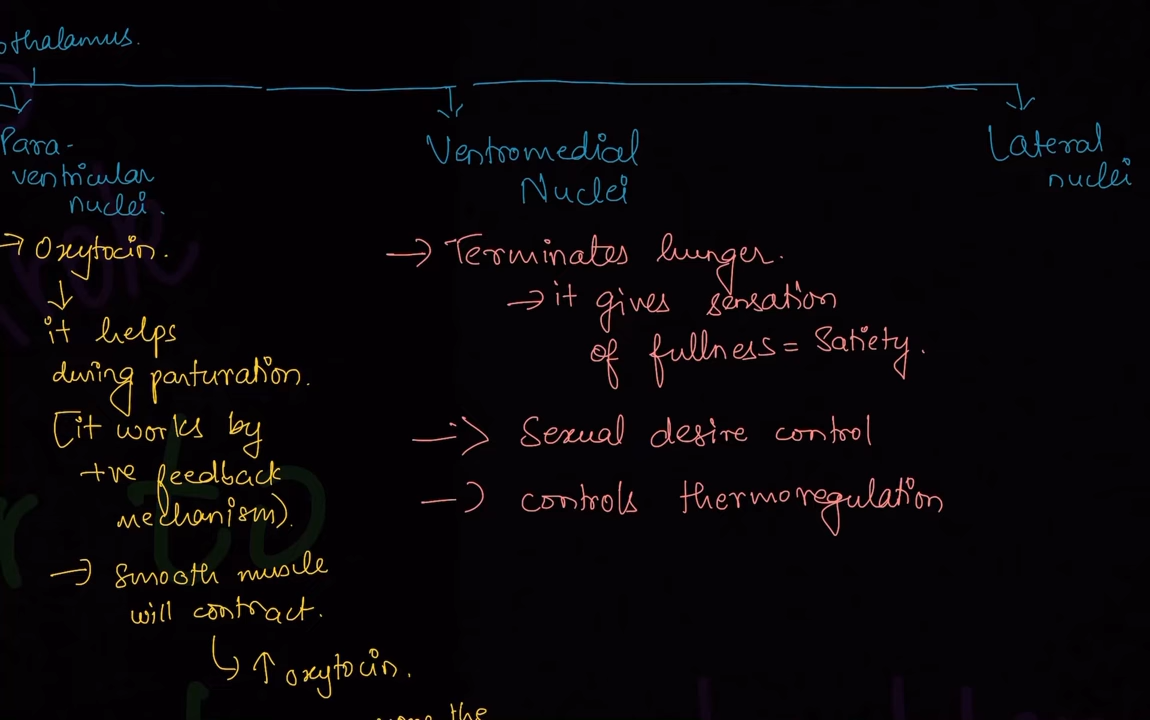 othalamus.
Para-
ventricular
nuclei.
→ Oxytocin.
↓
it helps
during parturation.
[it works by
+ve feedback
mechanism).
→ smooth muscle
will contract.
↳ ↑ oxytocin.
the
Ventromedial
Nuclei
→ Terminates hunger.
→ it gives sensation
of fullness = Satiety.
→ Sexual desire control
→ controls thermoregulation
Lateral
nuclei